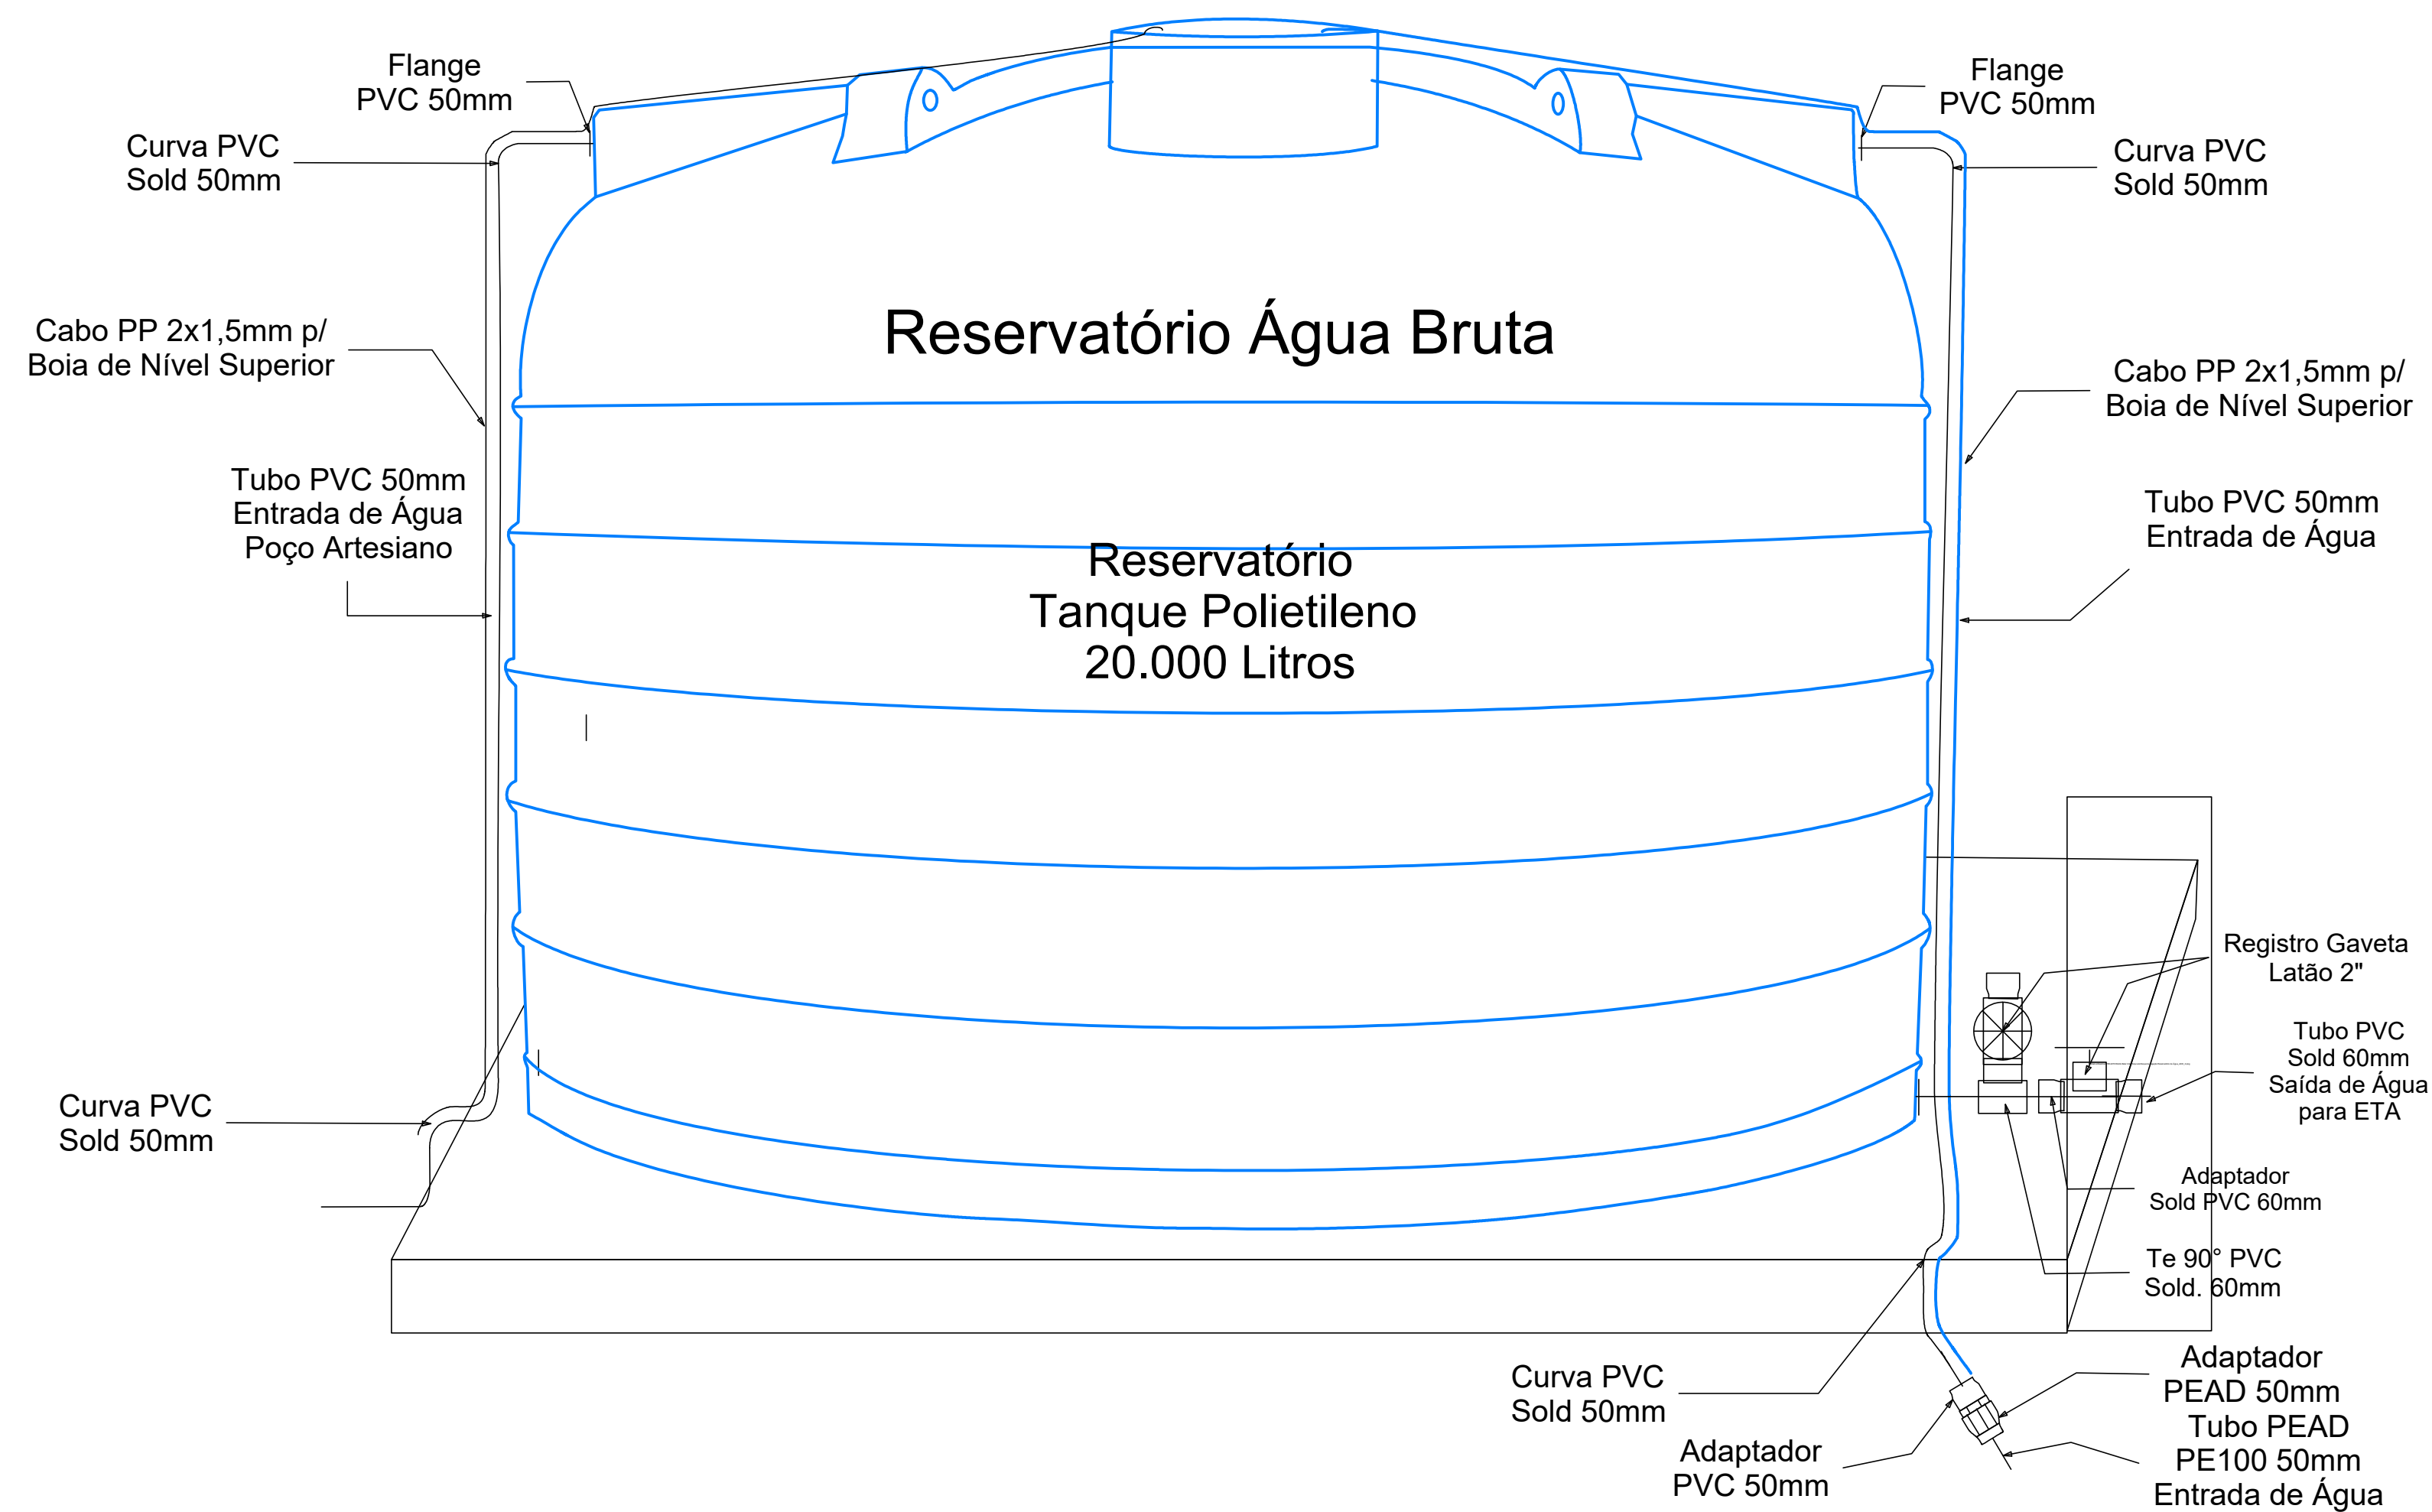 Flange
PVC 50mm
Flange
PVC 50mm
Curva PVC
Sold 50mm
Curva PVC
Sold 50mm
Reservatório Água Bruta
Cabo PP 2x1,5mm p/
Boia de Nível Superior
Cabo PP 2x1,5mm p/
Boia de Nível Superior
Tubo PVC 50mm
Entrada de Água
Poço Artesiano
Tubo PVC 50mm
Entrada de Água
Reservatório
Tanque Polietileno
20.000 Litros
Registro Gaveta
Latão 2"
Tubo PVC
Sold 60mm
Saída de Água
para ETA
Curva PVC
Sold 50mm
Adaptador
Sold PVC 60mm
Te 90° PVC
Sold. 60mm
Curva PVC
Sold 50mm
Adaptador
PVC 50mm
Adaptador
PEAD 50mm
Tubo PEAD
PE100 50mm
Entrada de Água